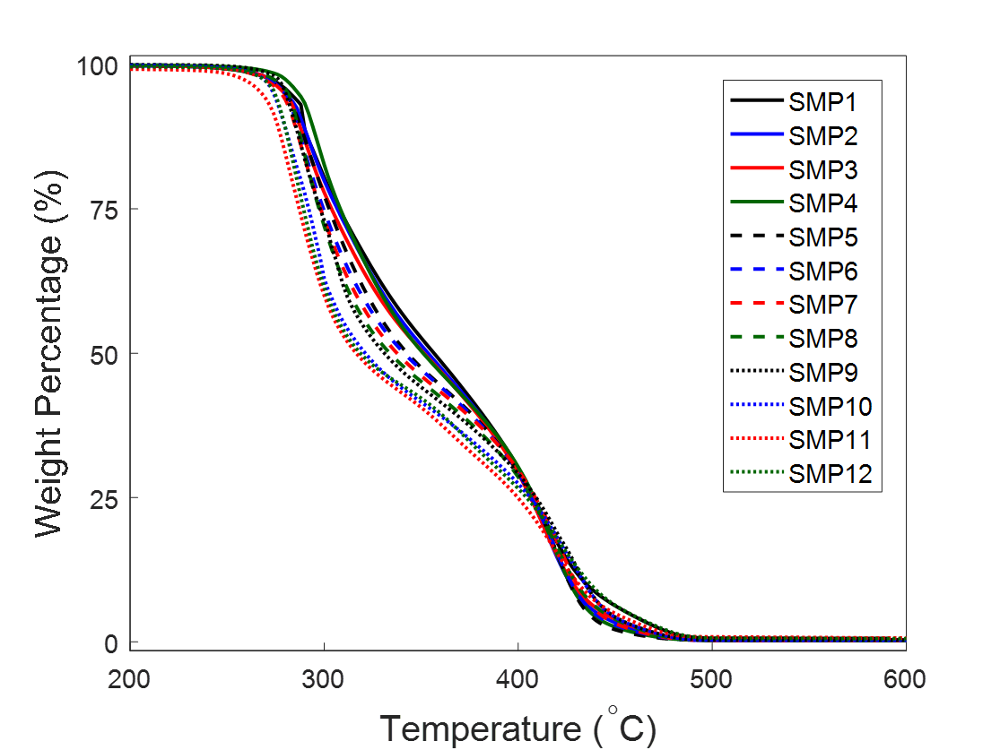 100
75
50
25
0
200
300
400
500
600
Weight Percentage (%)
Temperature (°C)
SMP1
SMP2
SMP3
SMP4
SMP5
SMP6
SMP7
SMP8
SMP9
SMP10
SMP11
SMP12